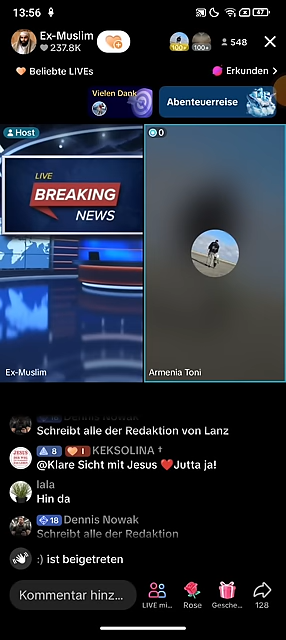 13:56
47
Ex-Muslim
237.8K
100+
100+
548
Beliebte LIVEs
Erkunden
Vielen Dank
Abenteuerreise
Host
0
LIVE
BREAKING
NEWS
Ex-Muslim
Armenia Toni
Dennis Nowak
Schreibt alle der Redaktion von Lanz
8
KEKSOLINA
@Klare Sicht mit Jesus ❤️Jutta ja!
lala
Hin da
18 Dennis Nowak
Schreibt alle der Redaktion
:) ist beigetreten
Kommentar hinz...
LIVE mi...
Rose
Gesche...
128